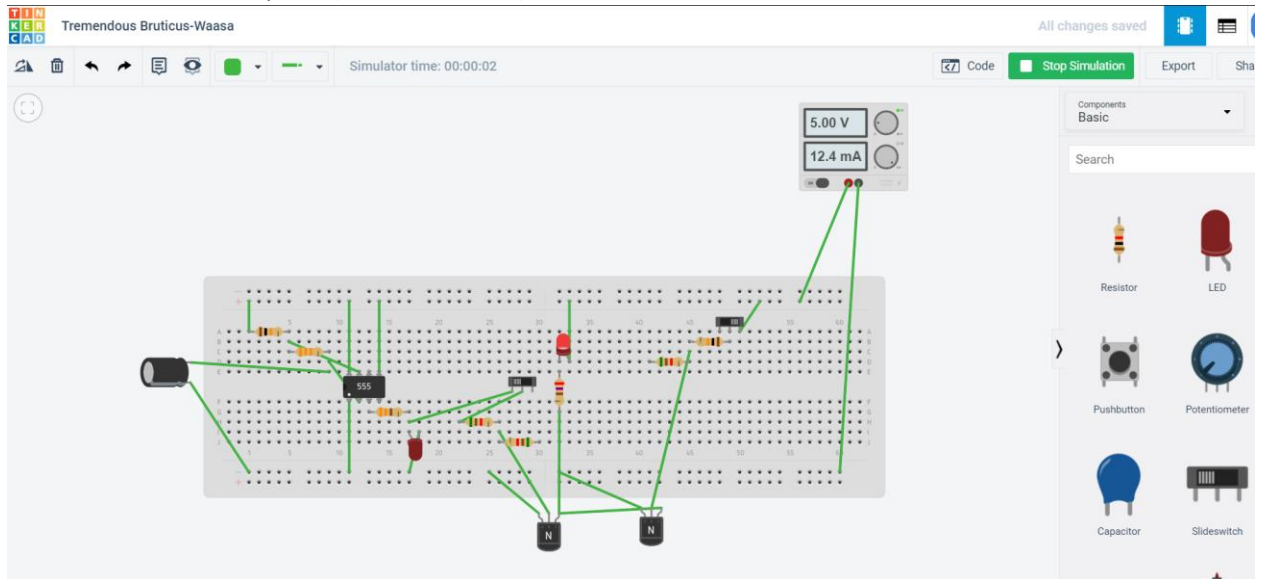 TIN
KER
CAD
Tremendous Bruticus-Waasa
All changes saved
Simulator time: 00:00:02
Code
Stop Simulation
Export
Sha
Components
Basic
Search
5.00 V
12.4 mA
555
N
N
Resistor
LED
Pushbutton
Potentiometer
Capacitor
Slideswitch